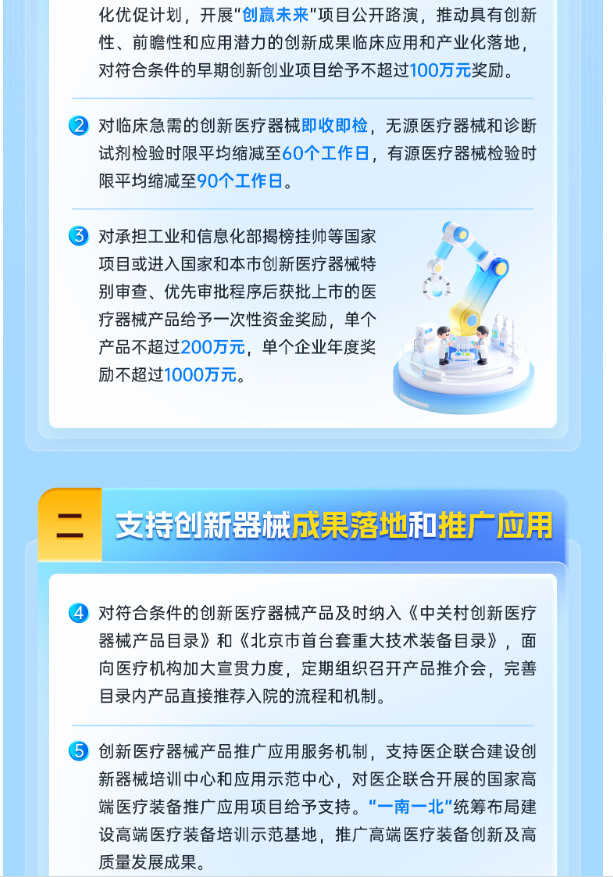 化优促计划，开展“创赢未来”项目公开路演，推动具有创新
性、前瞻性和应用潜力的创新成果临床应用和产业化落地，
对符合条件的早期创新创业项目给予不超过100万元奖励。
2 对临床急需的创新医疗器械即收即检，无源医疗器械和诊断
试剂检验时限平均缩减至60个工作日，有源医疗器械检验时
限平均缩减至90个工作日。
3 对承担工业和信息化部揭榜挂帅等国家
项目或进入国家和本市创新医疗器械特
别审查、优先审批程序后获批上市的医
疗器械产品给予一次性资金奖励，单个
产品不超过200万元，单个企业年度奖
励不超过1000万元。
二 支持创新器械成果落地和推广应用
4 对符合条件的创新医疗器械产品及时纳入《中关村创新医疗
器械产品目录》和《北京市首台套重大技术装备目录》，面
向医疗机构加大宣贯力度，定期组织召开产品推介会，完善
目录内产品直接推荐入院的流程和机制。
5 创新医疗器械产品推广应用服务机制，支持医企联合建设创
新器械培训中心和应用示范中心，对医企联合开展的国家高
端医疗装备推广应用项目给予支持。“一南一北”统筹布局建
设高端医疗装备培训示范基地，推广高端医疗装备创新及高
质量发展成果。